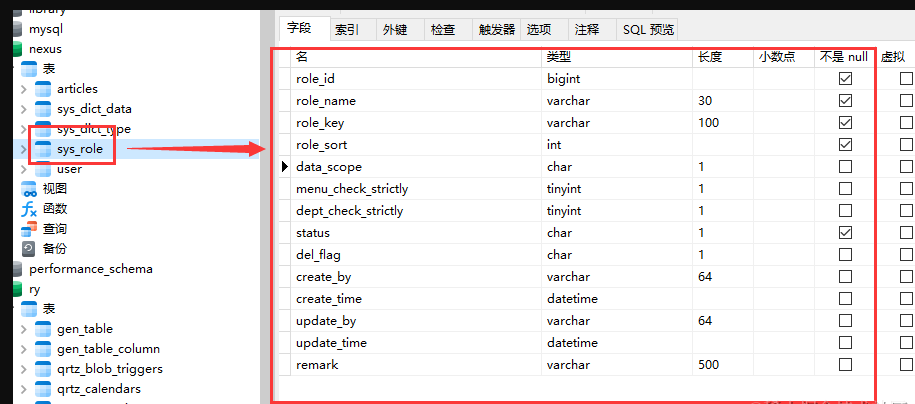 library
mysql
nexus
表
articles
sys_dict_data
sys_dict_type
sys_role
user
视图
函数
查询
备份
performance_schema
ry
表
gen_table
gen_table_column
qrtz_blob_triggers
qrtz_calendars
字段 索引 外键 检查 触发器 选项 注释 SQL 预览
名 类型 长度 小数点 不是 null 虚拟
role_id bigint
role_name varchar 30
role_key varchar 100
role_sort int
data_scope char 1
menu_check_strictly tinyint 1
dept_check_strictly tinyint 1
status char 1
del_flag char 1
create_by varchar 64
create_time datetime
update_by varchar 64
update_time datetime
remark varchar 500